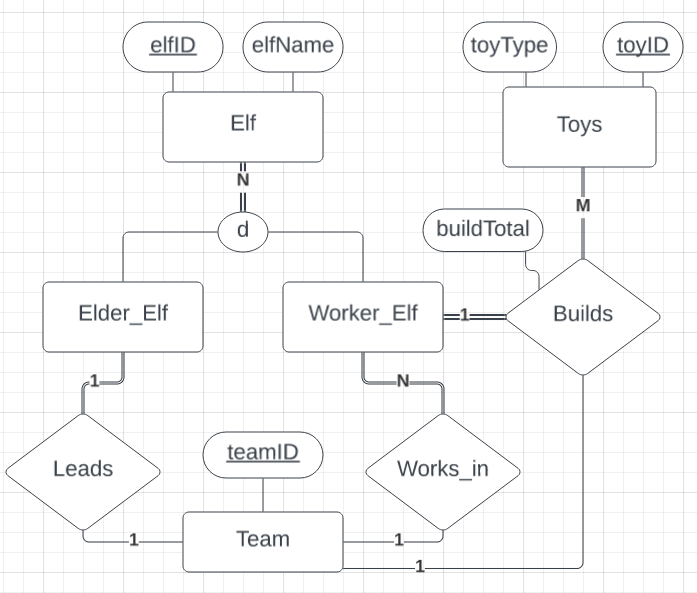 elfID
elfName
toyType
toyID
Elf
Toys
N
M
d
buildTotal
Elder_Elf
Worker_Elf
1
Builds
1
N
teamID
Leads
Works_in
1
Team
1
1